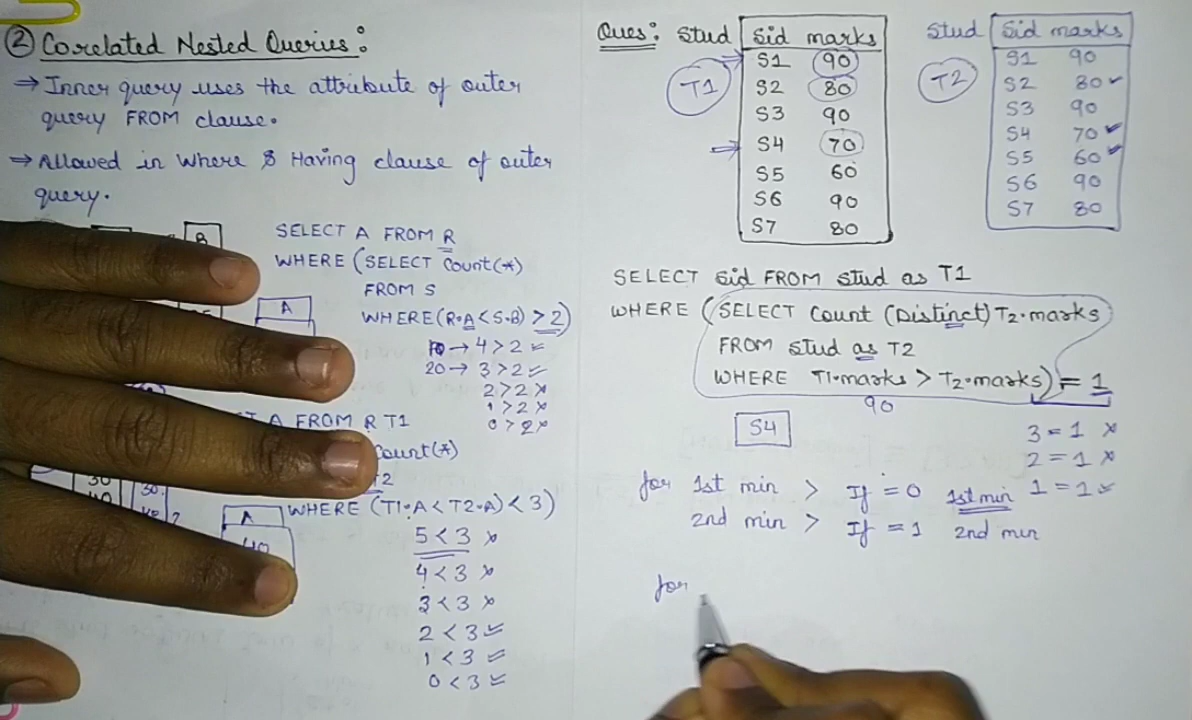 ② Corelated Nested Queries :
→ Inner query uses the attribute of outer
query FROM clause.
→ Allowed in Where & Having clause of outer
query.
B
SELECT A FROM R
WHERE (SELECT Count(*)
FROM S
WHERE (R.A < S.B) > 2)
A
10 → 4 > 2
20 → 3 > 2
2 > 2 ×
1 > 2 ×
0 > 2 ×
A FROM R T1
Count(*)
T2
WHERE (T1.A < T2.A) < 3)
30
40
30
A
40
5 < 3 ×
4 < 3 ×
3 < 3 ×
2 < 3
1 < 3
0 < 3
Ques : Stud Sid marks
T1
S1 90
S2 80
S3 90
S4 70
S5 60
S6 90
S7 80
Stud Sid marks
T2
S1 90
S2 80 ✓
S3 90
S4 70 ✓
S5 60 ✓
S6 90
S7 80
SELECT Sid FROM Stud as T1
WHERE (SELECT Count (Distinct) T2.marks
FROM Stud as T2
WHERE T1.marks > T2.marks) = 1
90
S4
3 = 1 ×
2 = 1 ×
1 = 1 ✓
for 1st min > If = 0 1st min
2nd min > If = 1 2nd min
for